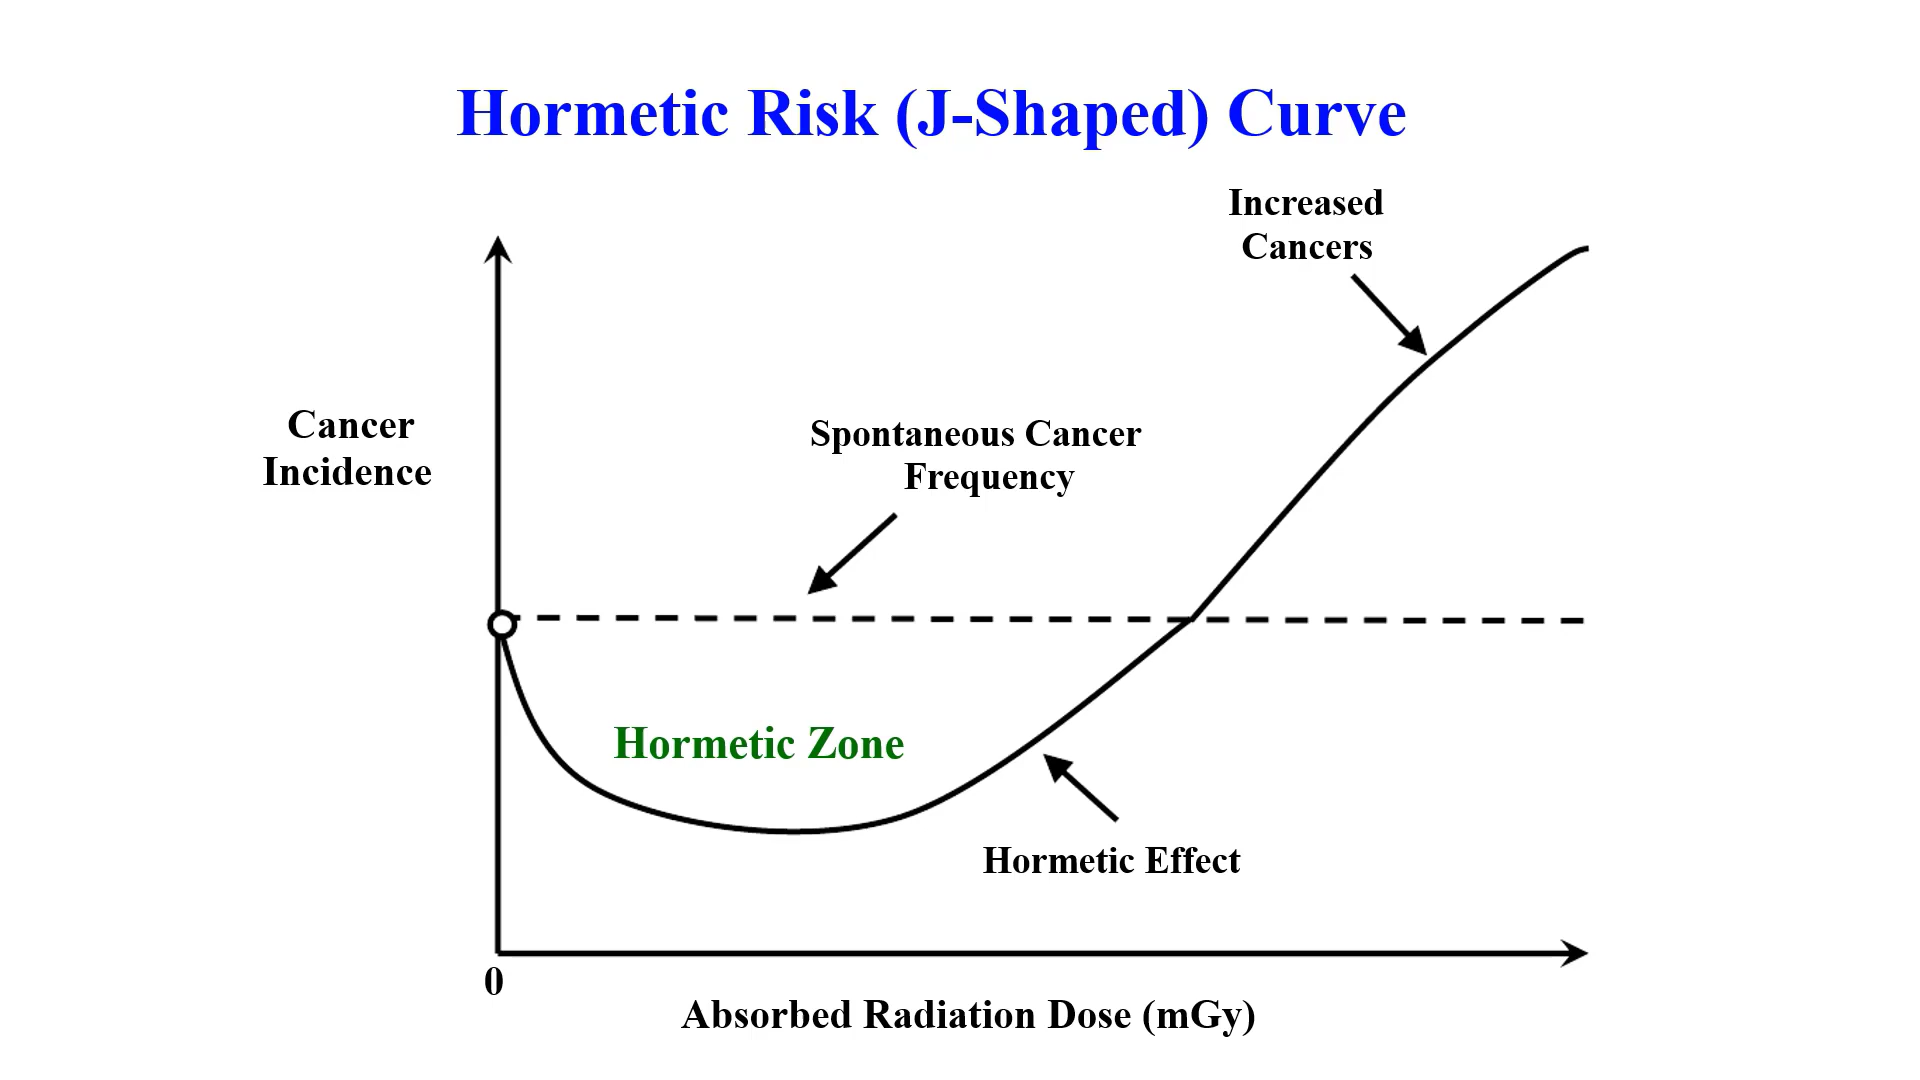 Hormetic Risk (J-Shaped) Curve
Increased
Cancers
Cancer
Incidence
Spontaneous Cancer
Frequency
Hormetic Zone
Hormetic Effect
0
Absorbed Radiation Dose (mGy)